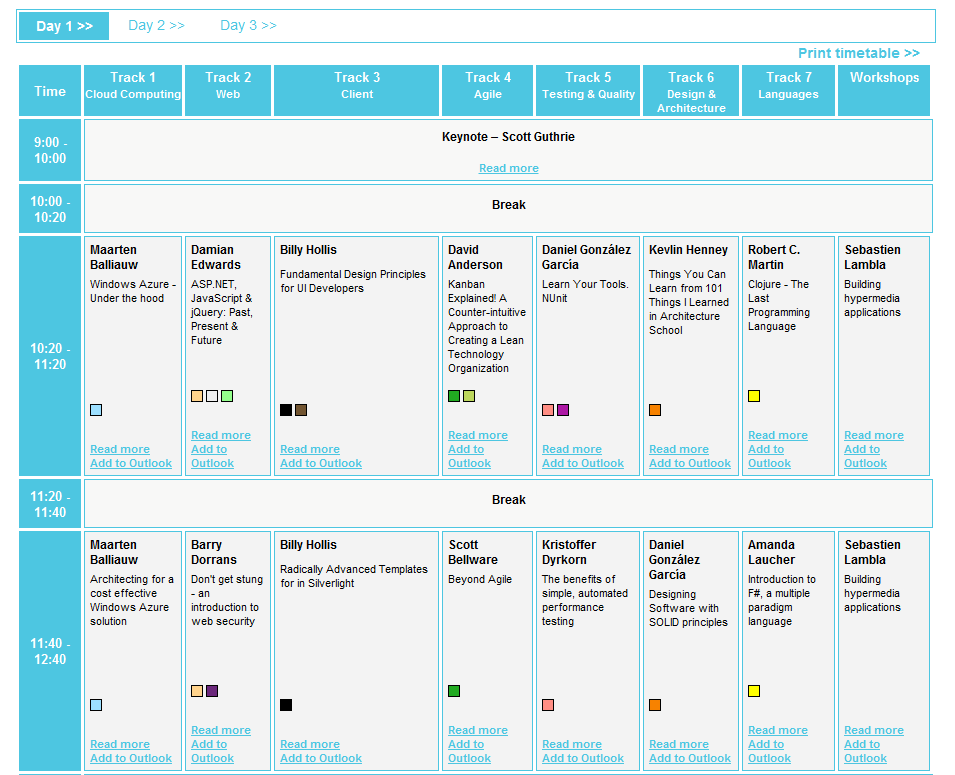 Day 1 >> Day 2 >> Day 3 >>
Print timetable >>
Time
Track 1
Cloud Computing
Track 2
Web
Track 3
Client
Track 4
Agile
Track 5
Testing & Quality
Track 6
Design &
Architecture
Track 7
Languages
Workshops
9:00 -
10:00
Keynote – Scott Guthrie
Read more
10:00 -
10:20
Break
10:20 -
11:20
Maarten
Balliauw
Windows Azure -
Under the hood
Read more
Add to Outlook
Damian
Edwards
ASP.NET,
JavaScript &
jQuery: Past,
Present &
Future
Read more
Add to
Outlook
Billy Hollis
Fundamental Design Principles
for UI Developers
Read more
Add to Outlook
David
Anderson
Kanban
Explained! A
Counter-intuitive
Approach to
Creating a Lean
Technology
Organization
Read more
Add to
Outlook
Daniel González
García
Learn Your Tools.
NUnit
Read more
Add to Outlook
Kevlin Henney
Things You Can
Learn from 101
Things I Learned
in Architecture
School
Read more
Add to Outlook
Robert C.
Martin
Clojure - The
Last
Programming
Language
Read more
Add to
Outlook
Sebastien
Lambla
Building
hypermedia
applications
Read more
Add to
Outlook
11:20 -
11:40
Break
11:40 -
12:40
Maarten
Balliauw
Architecting for a
cost effective
Windows Azure
solution
Read more
Add to Outlook
Barry
Dorrans
Don't get stung
- an
introduction to
web security
Read more
Add to
Outlook
Billy Hollis
Radically Advanced Templates
for in Silverlight
Read more
Add to Outlook
Scott
Bellware
Beyond Agile
Read more
Add to
Outlook
Kristoffer
Dyrkorn
The benefits of
simple, automated
performance
testing
Read more
Add to Outlook
Daniel
González
García
Designing
Software with
SOLID principles
Read more
Add to Outlook
Amanda
Laucher
Introduction to
F#, a multiple
paradigm
language
Read more
Add to
Outlook
Sebastien
Lambla
Building
hypermedia
applications
Read more
Add to
Outlook